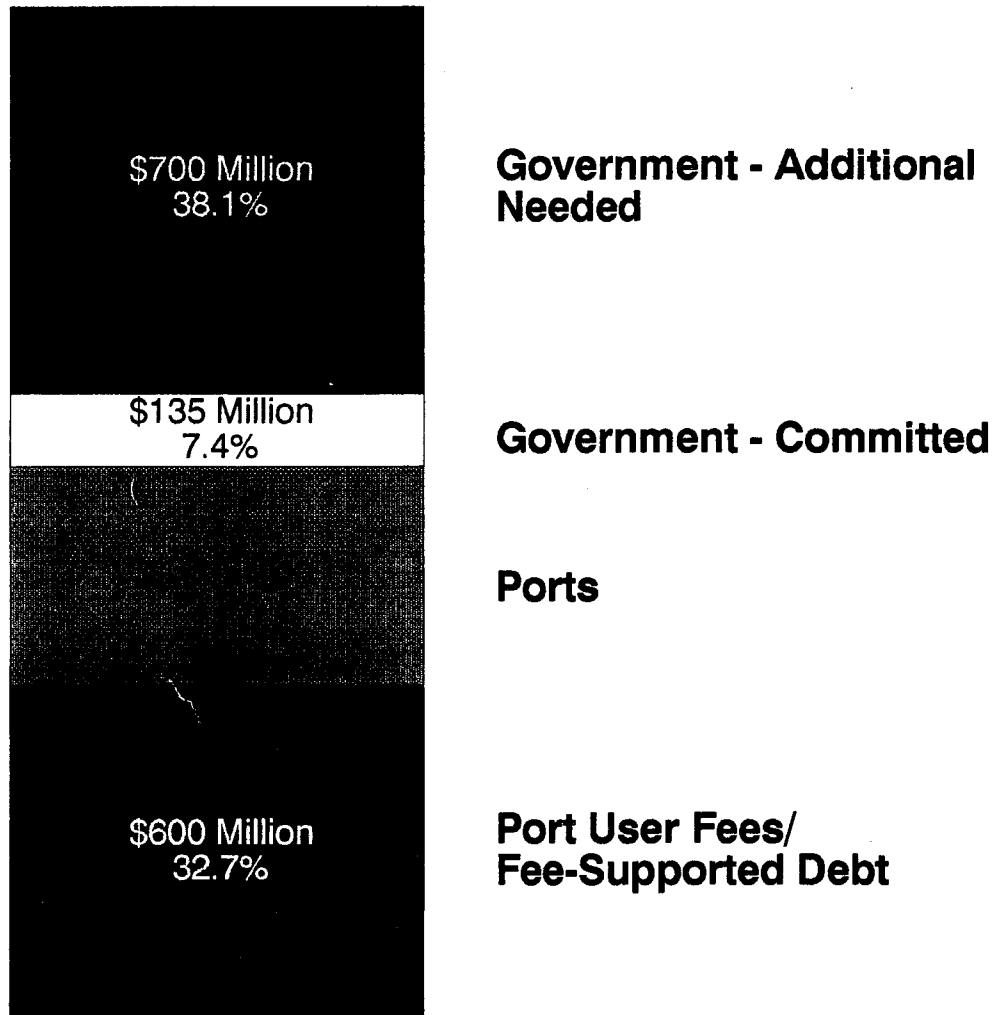 $700 Million
38.1%
Government - Additional
Needed
$135 Million
7.4%
Government - Committed
Ports
$600 Million
32.7%
Port User Fees/
Fee-Supported Debt